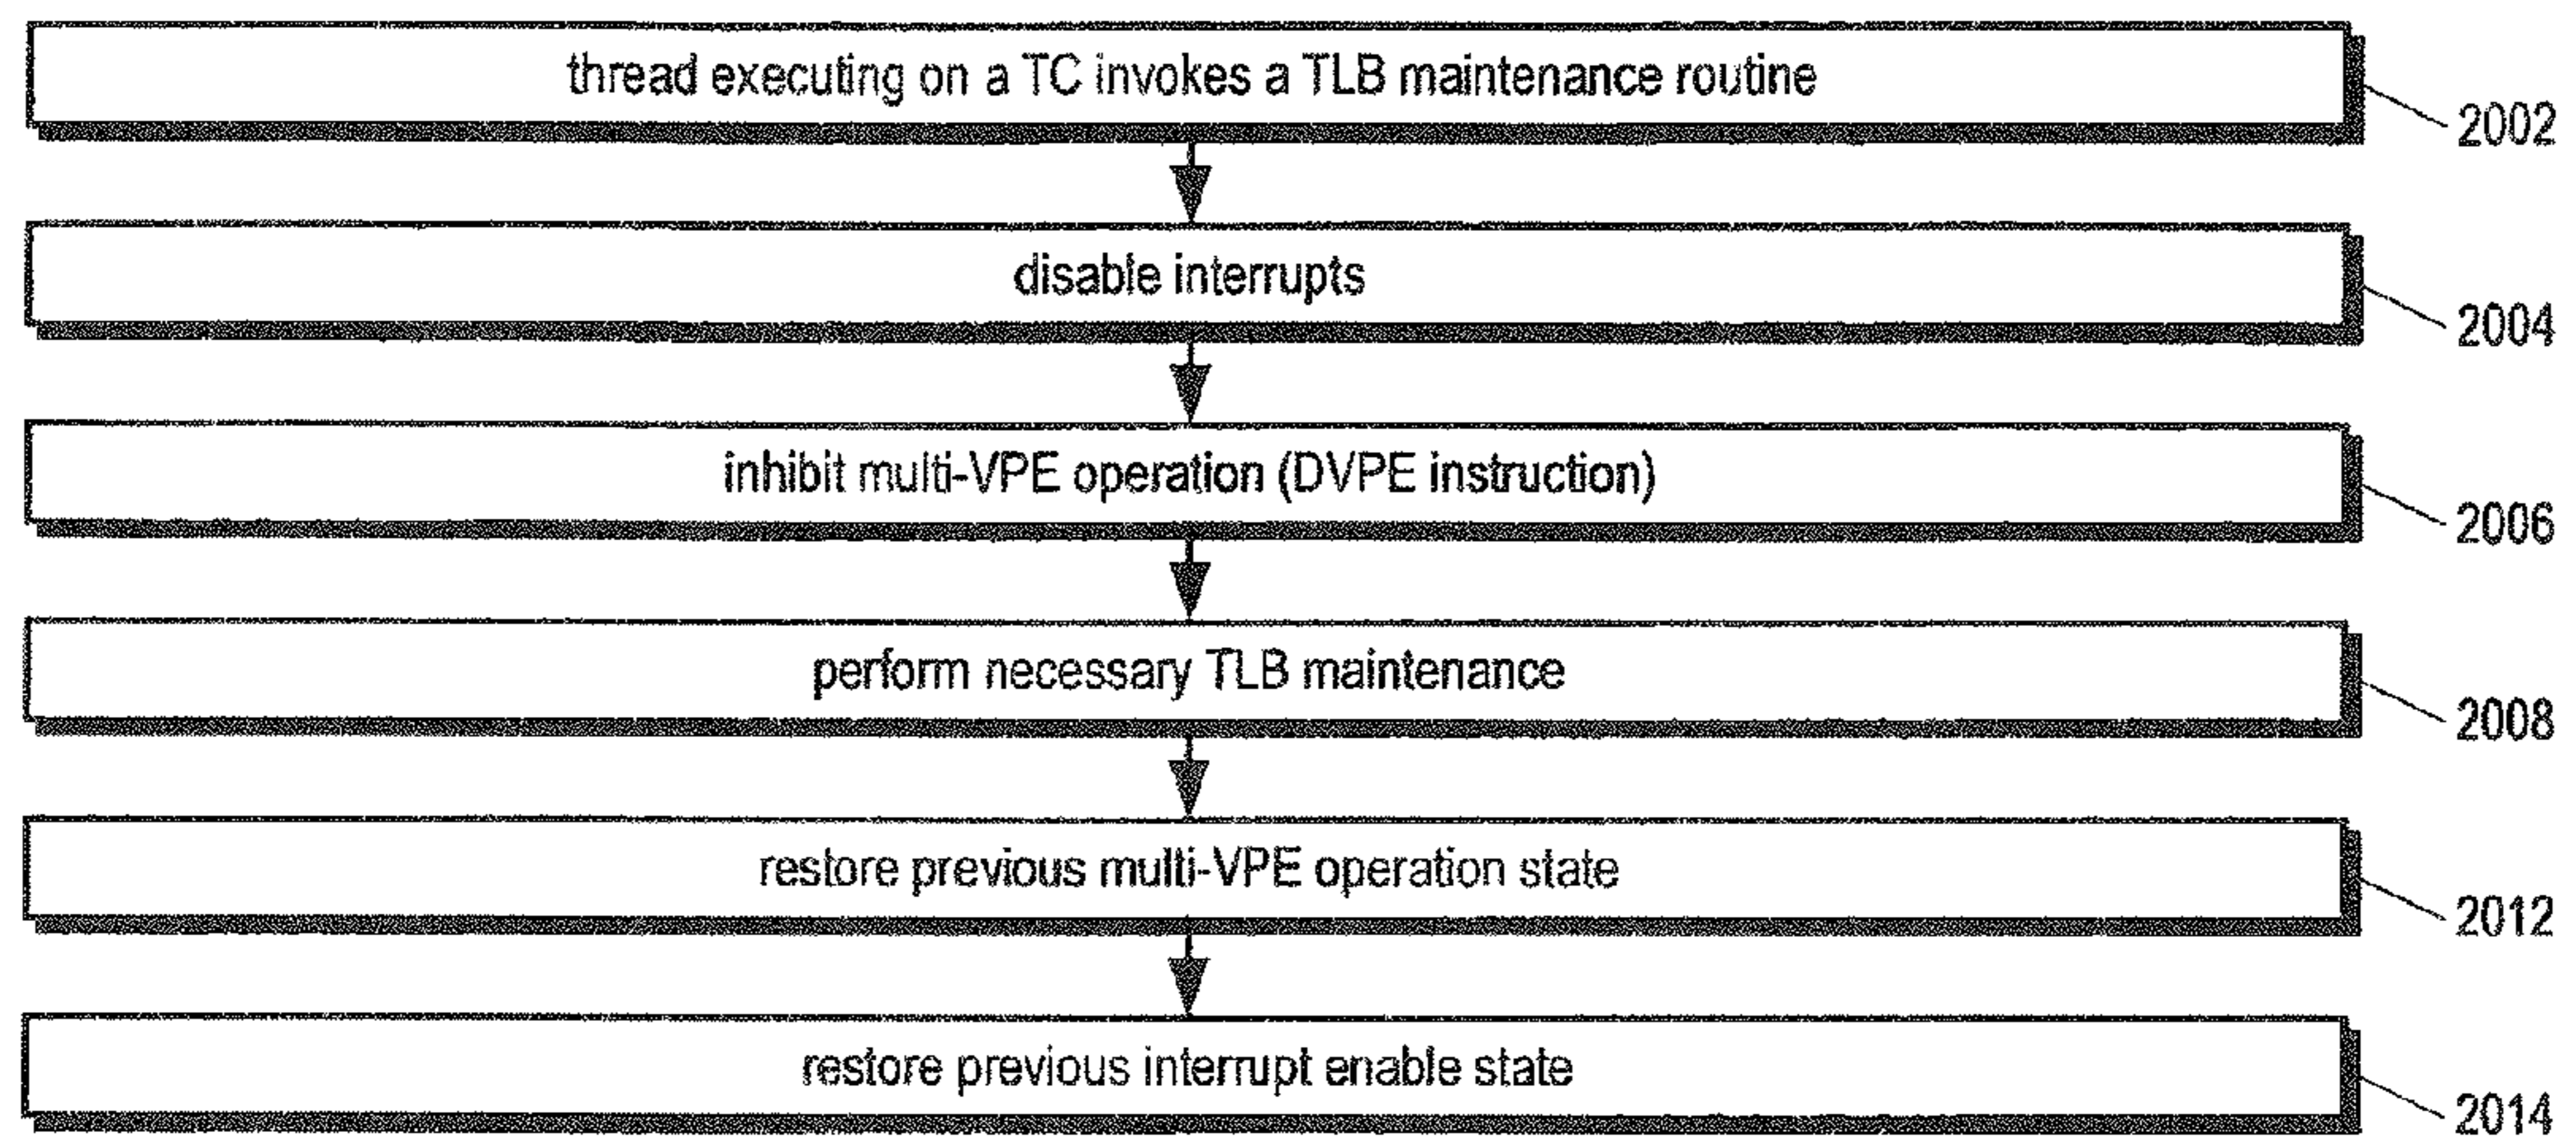 thread executing on a TC invokes a TLB maintenance routine
2002
disable interrupts
2004
inhibit multi-VPE operation (DVPE instruction)
2006
perform necessary TLB maintenance
2008
restore previous multi-VPE operation state
2012
restore previous interrupt enable state
2014